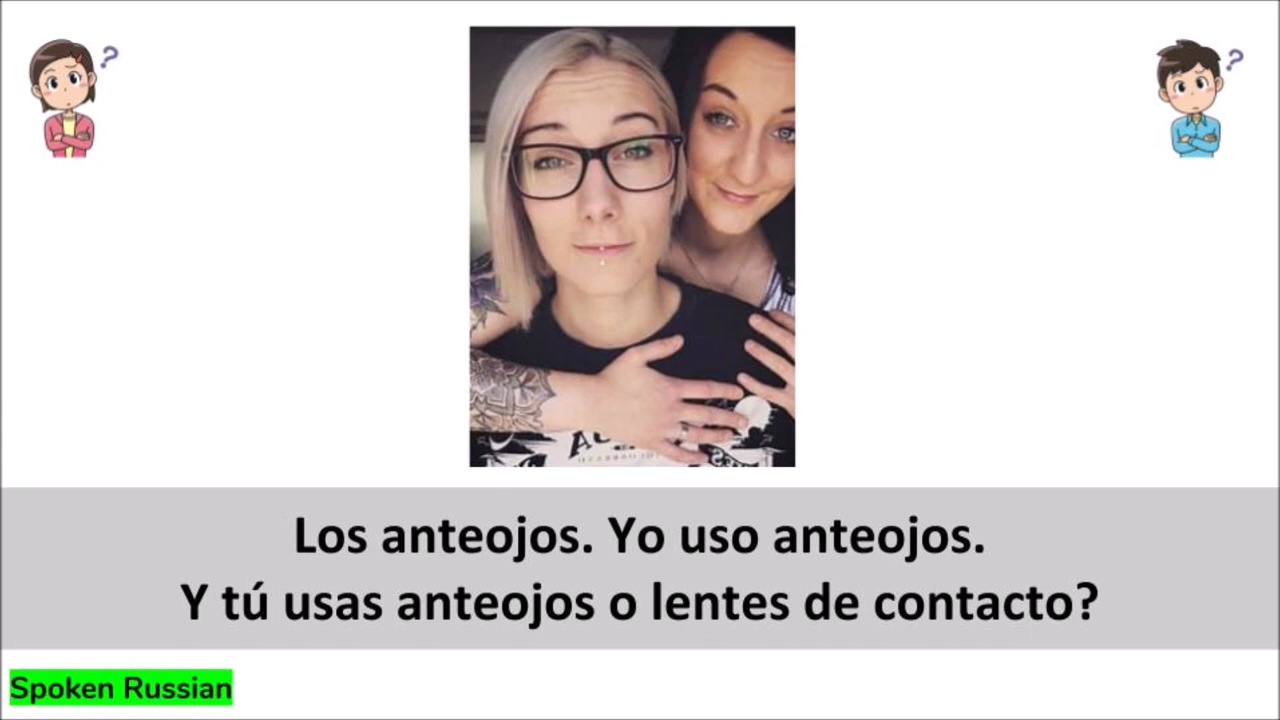 Los anteojos. Yo uso anteojos.
Y tú usas anteojos o lentes de contacto?
Spoken Russian